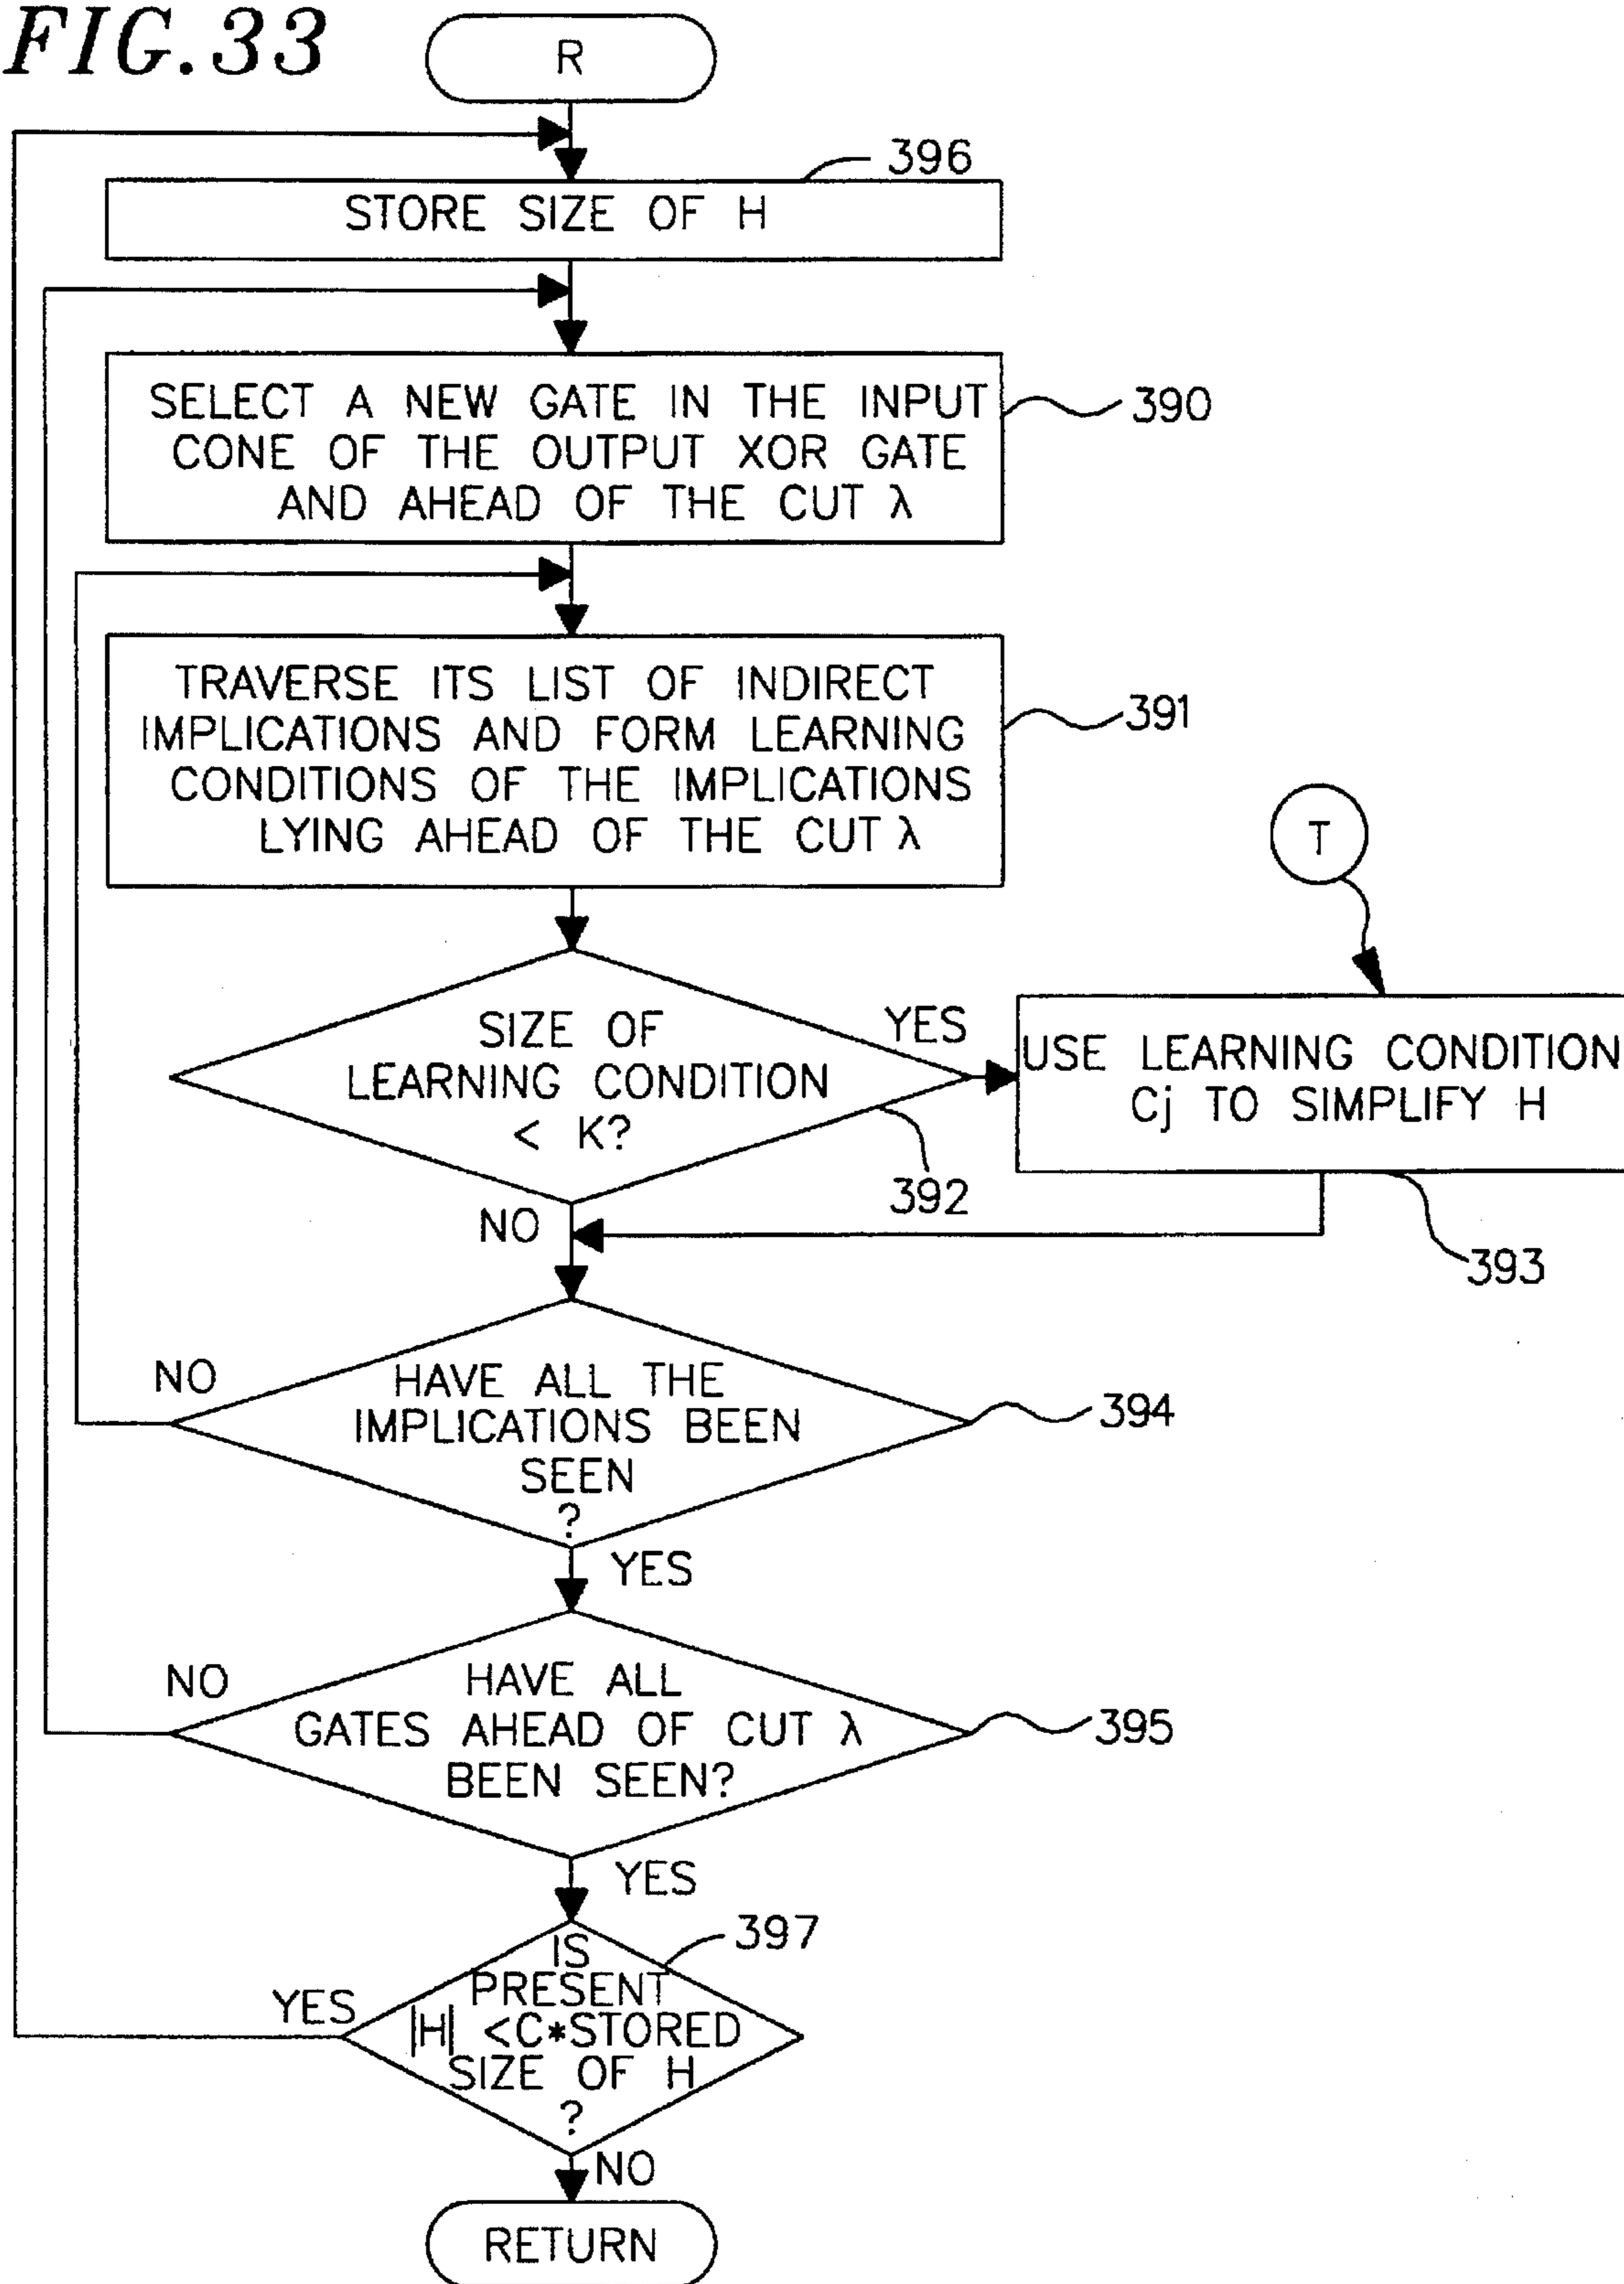 FIG.33
R
396
STORE SIZE OF H
SELECT A NEW GATE IN THE INPUT
CONE OF THE OUTPUT XOR GATE
AND AHEAD OF THE CUT λ
390
TRAVERSE ITS LIST OF INDIRECT
IMPLICATIONS AND FORM LEARNING
CONDITIONS OF THE IMPLICATIONS
LYING AHEAD OF THE CUT λ
391
T
SIZE OF
LEARNING CONDITION
< K?
YES
392
USE LEARNING CONDITION
Cj TO SIMPLIFY H
393
NO
HAVE ALL THE
IMPLICATIONS BEEN
SEEN
?
NO
394
YES
HAVE ALL
GATES AHEAD OF CUT λ
BEEN SEEN?
NO
395
YES
397
IS
PRESENT
|H| <C*STORED
SIZE OF H
?
YES
NO
RETURN